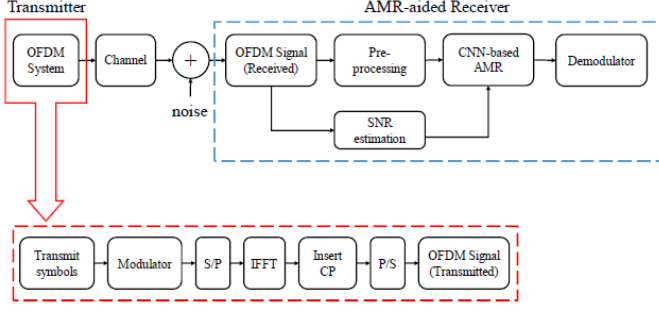 Transmitter
AMR-aided Receiver
OFDM
System
Channel
+
noise
OFDM Signal
(Received)
Pre-
processing
CNN-based
AMR
Demodulator
SNR
estimation
Transmit
symbols
Modulator
S/P
IFFT
Insert
CP
P/S
OFDM Signal
(Transmitted)